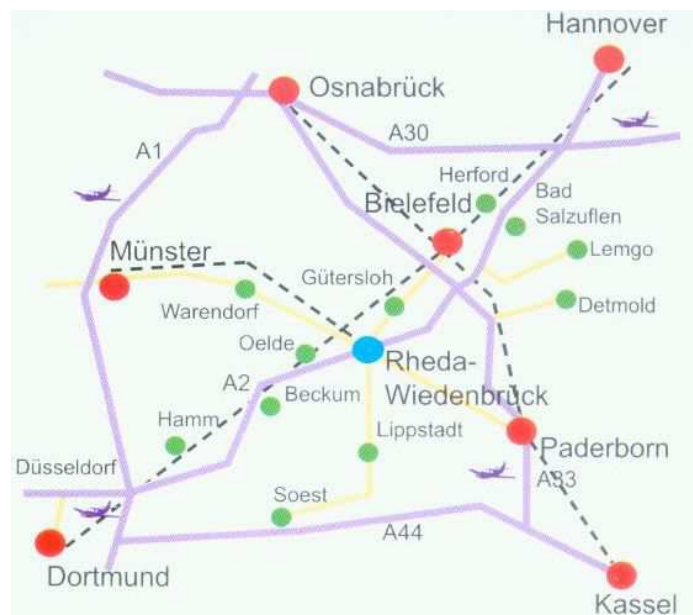 Hannover
Osnabrück
A30
A1
Herford
Bad
Salzuflen
Bielefeld
Lemgo
Münster
Gütersloh
Detmold
Warendorf
Oelde
Rheda-
Wiedenbrück
A2
Beckum
Hamm
Lippstadt
Paderborn
Düsseldorf
A33
Soest
A44
Dortmund
Kassel